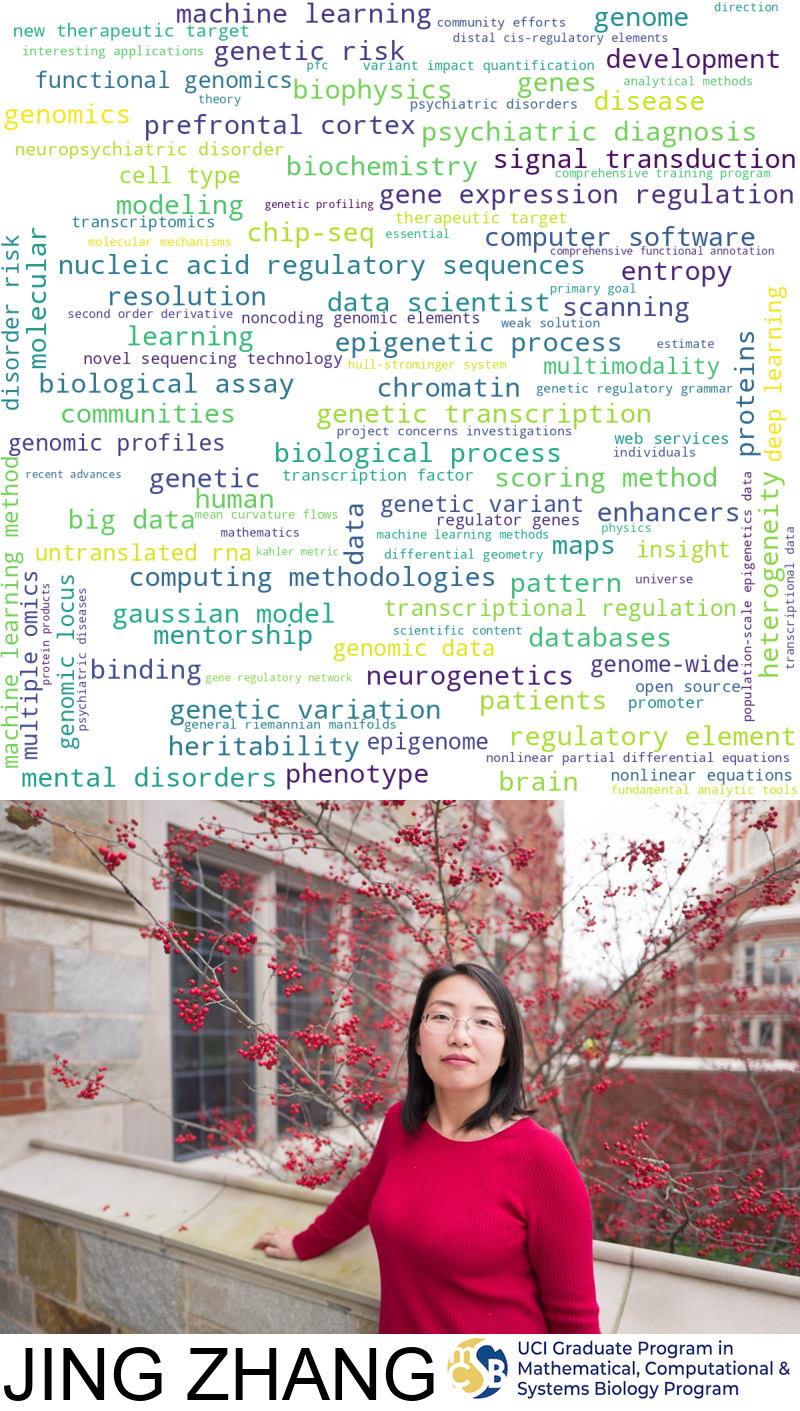 machine learning
community efforts
genome
direction
new therapeutic target
distal cis-regulatory elements
interesting applications
genetic risk
pfc
variant impact quantification
development
functional genomics
biophysics
genes
analytical methods
theory
psychiatric disorders
disease
genomics
prefrontal cortex
psychiatric diagnosis
neuropsychiatric disorder
biochemistry
signal transduction
cell type
comprehensive training program
modeling
genetic profiling
gene expression regulation
transcriptomics
therapeutic target
molecular mechanisms
chip-seq
essential
computer software
comprehensive functional annotation
disorder risk
molecular
nucleic acid regulatory sequences
entropy
resolution
data scientist
primary goal
scanning
second order derivative
noncoding genomic elements
weak solution
learning
epigenetic process
estimate
novel sequencing technology
hull-strominger system
multimodality
proteins
deep learning
biological assay
chromatin
genetic regulatory grammar
communities
genetic transcription
genomic profiles
project concerns investigations
web services
biological process
individuals
machine learning method
recent advances
genetic
transcription factor
scoring method
human
genetic variant
enhancers
big data
mean curvature flows
data
regulator genes
mathematics
machine learning methods
physics
untranslated rna
kahler metric
differential geometry
maps
insight
population-scale epigenetics data
heterogeneity
transcriptional data
multiple omics
protein products
genomic locus
psychiatric diseases
computing methodologies
pattern
universe
gaussian model
transcriptional regulation
mentorship
scientific content
databases
genomic data
binding
gene regulatory network
neurogenetics
genome-wide
open source
genetic variation
patients
promoter
general riemannian manifolds
heritability
epigenome
regulatory element
nonlinear partial differential equations
mental disorders
phenotype
brain
nonlinear equations
fundamental analytic tools
JING ZHANG
mCSB
UCI Graduate Program in
Mathematical, Computational &
Systems Biology Program